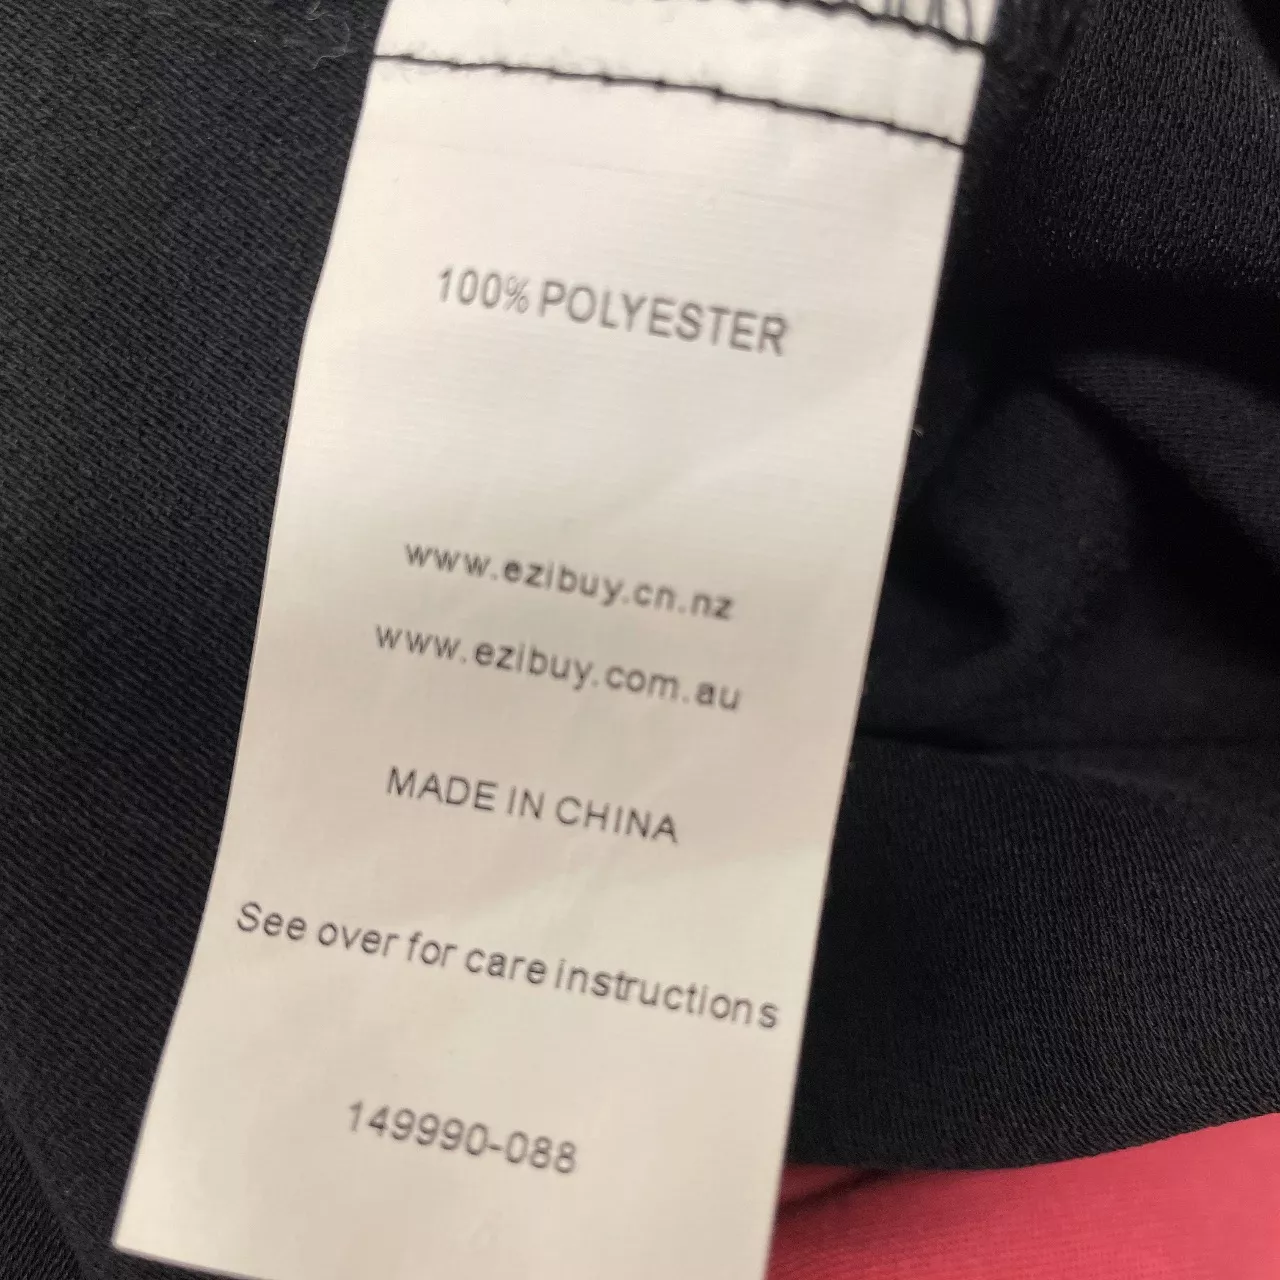 100% POLYESTER
www.ezibuy.cn.nz
www.ezibuy.com.au
MADE IN CHINA
See over for care instructions
149990-088